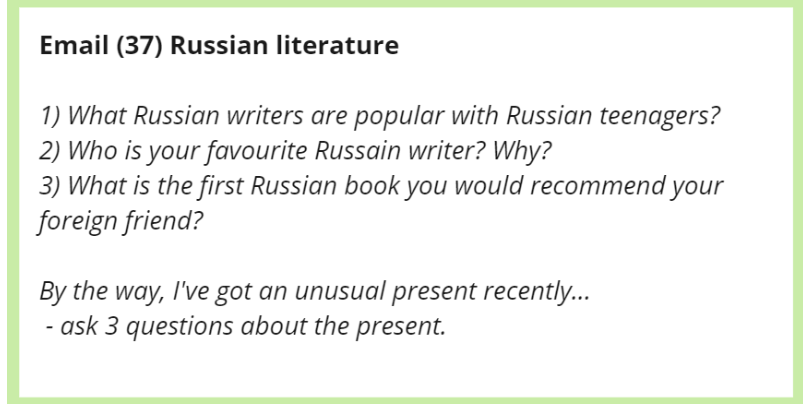 Email (37) Russian literature
1) What Russian writers are popular with Russian teenagers?
2) Who is your favourite Russain writer? Why?
3) What is the first Russian book you would recommend your
foreign friend?
By the way, I've got an unusual present recently...
- ask 3 questions about the present.